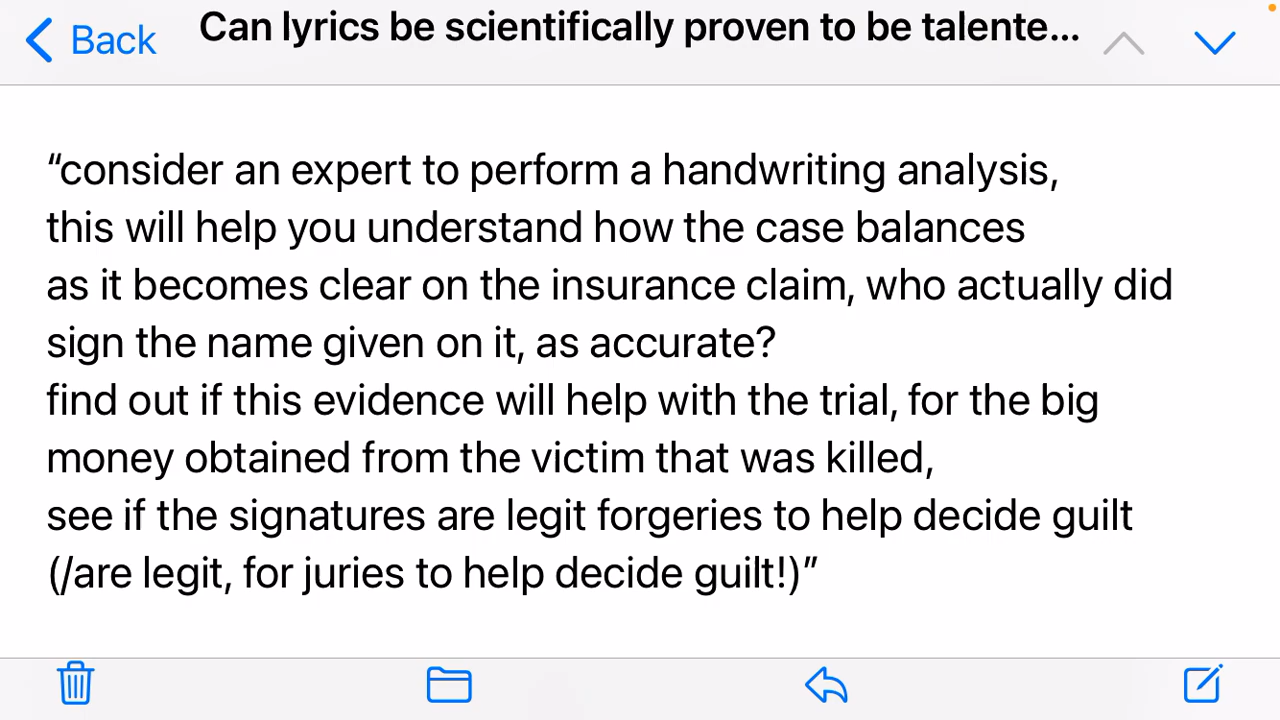 Back
Can lyrics be scientifically proven to be talente...
“consider an expert to perform a handwriting analysis,
this will help you understand how the case balances
as it becomes clear on the insurance claim, who actually did
sign the name given on it, as accurate?
find out if this evidence will help with the trial, for the big
money obtained from the victim that was killed,
see if the signatures are legit forgeries to help decide guilt
(/are legit, for juries to help decide guilt!)”